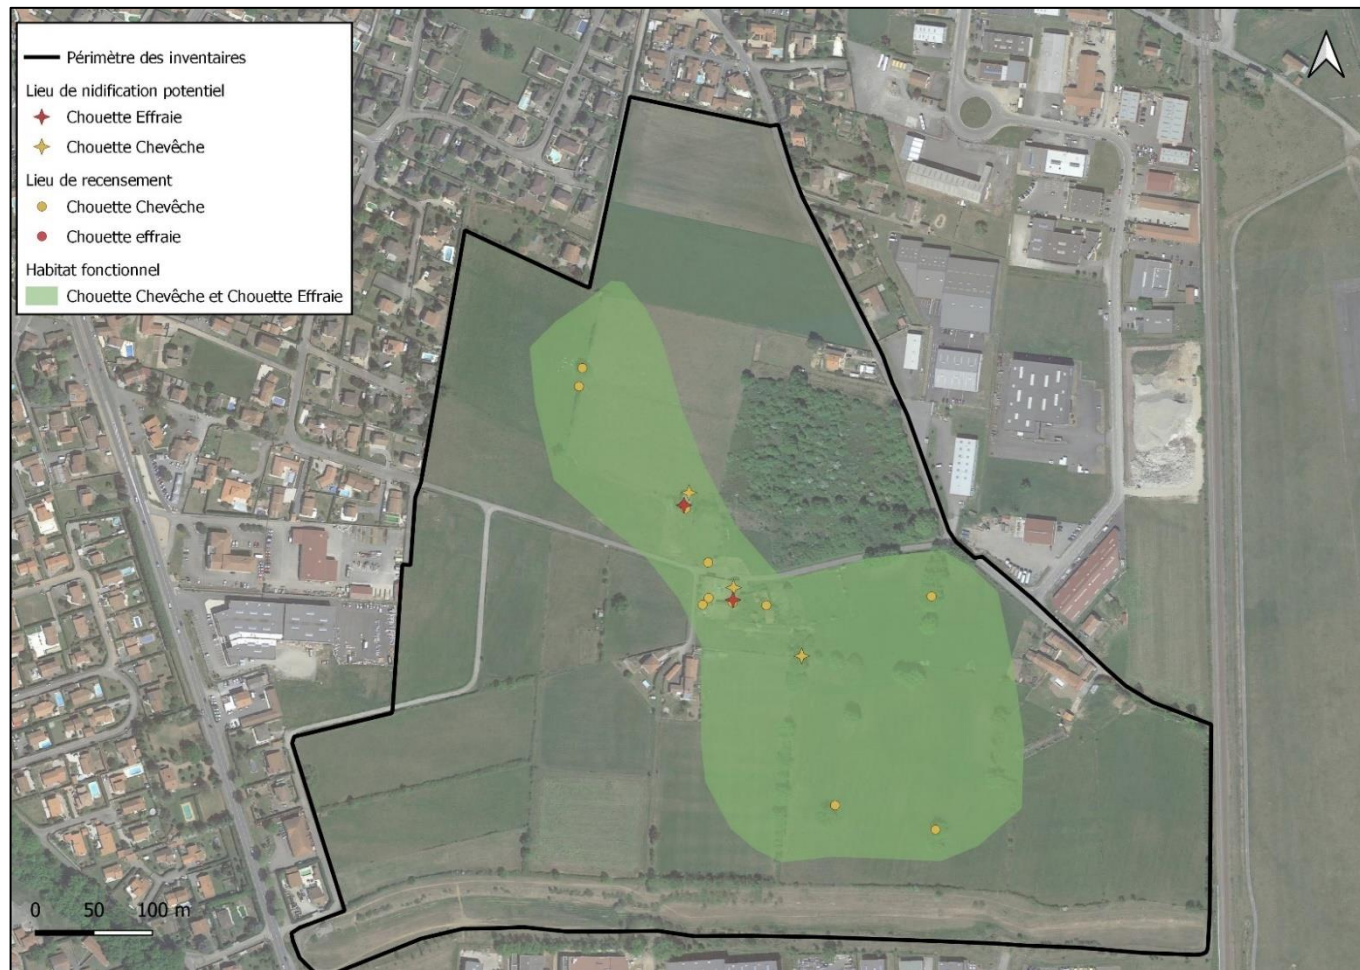 Périmètre des inventaires
Lieu de nidification potentiel
Chouette Effraie
Chouette Chevêche
Lieu de recensement
Chouette Chevêche
Chouette effraie
Habitat fonctionnel
Chouette Chevêche et Chouette Effraie
0 50 100 m